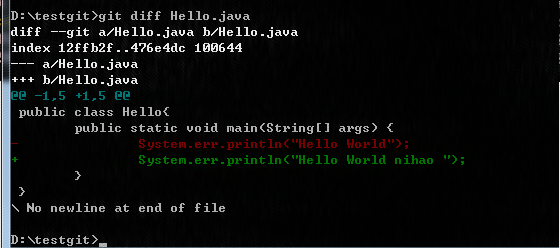 D:\testgit>git diff Hello.java
diff --git a/Hello.java b/Hello.java
index 12ffb2f..476e4dc 100644
--- a/Hello.java
+++ b/Hello.java
@@ -1,5 +1,5 @@
 public class Hello{
        public static void main(String[] args) {
-               System.err.println("Hello World");
+               System.err.println("Hello World nihao ");
        }
 }
\ No newline at end of file
D:\testgit>